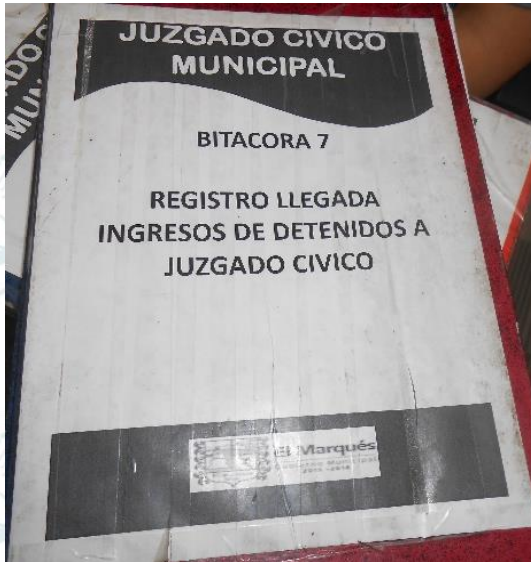 JUZGADO CIVICO
MUNICIPAL
BITACORA 7
REGISTRO LLEGADA
INGRESOS DE DETENIDOS A
JUZGADO CIVICO
El Marqués